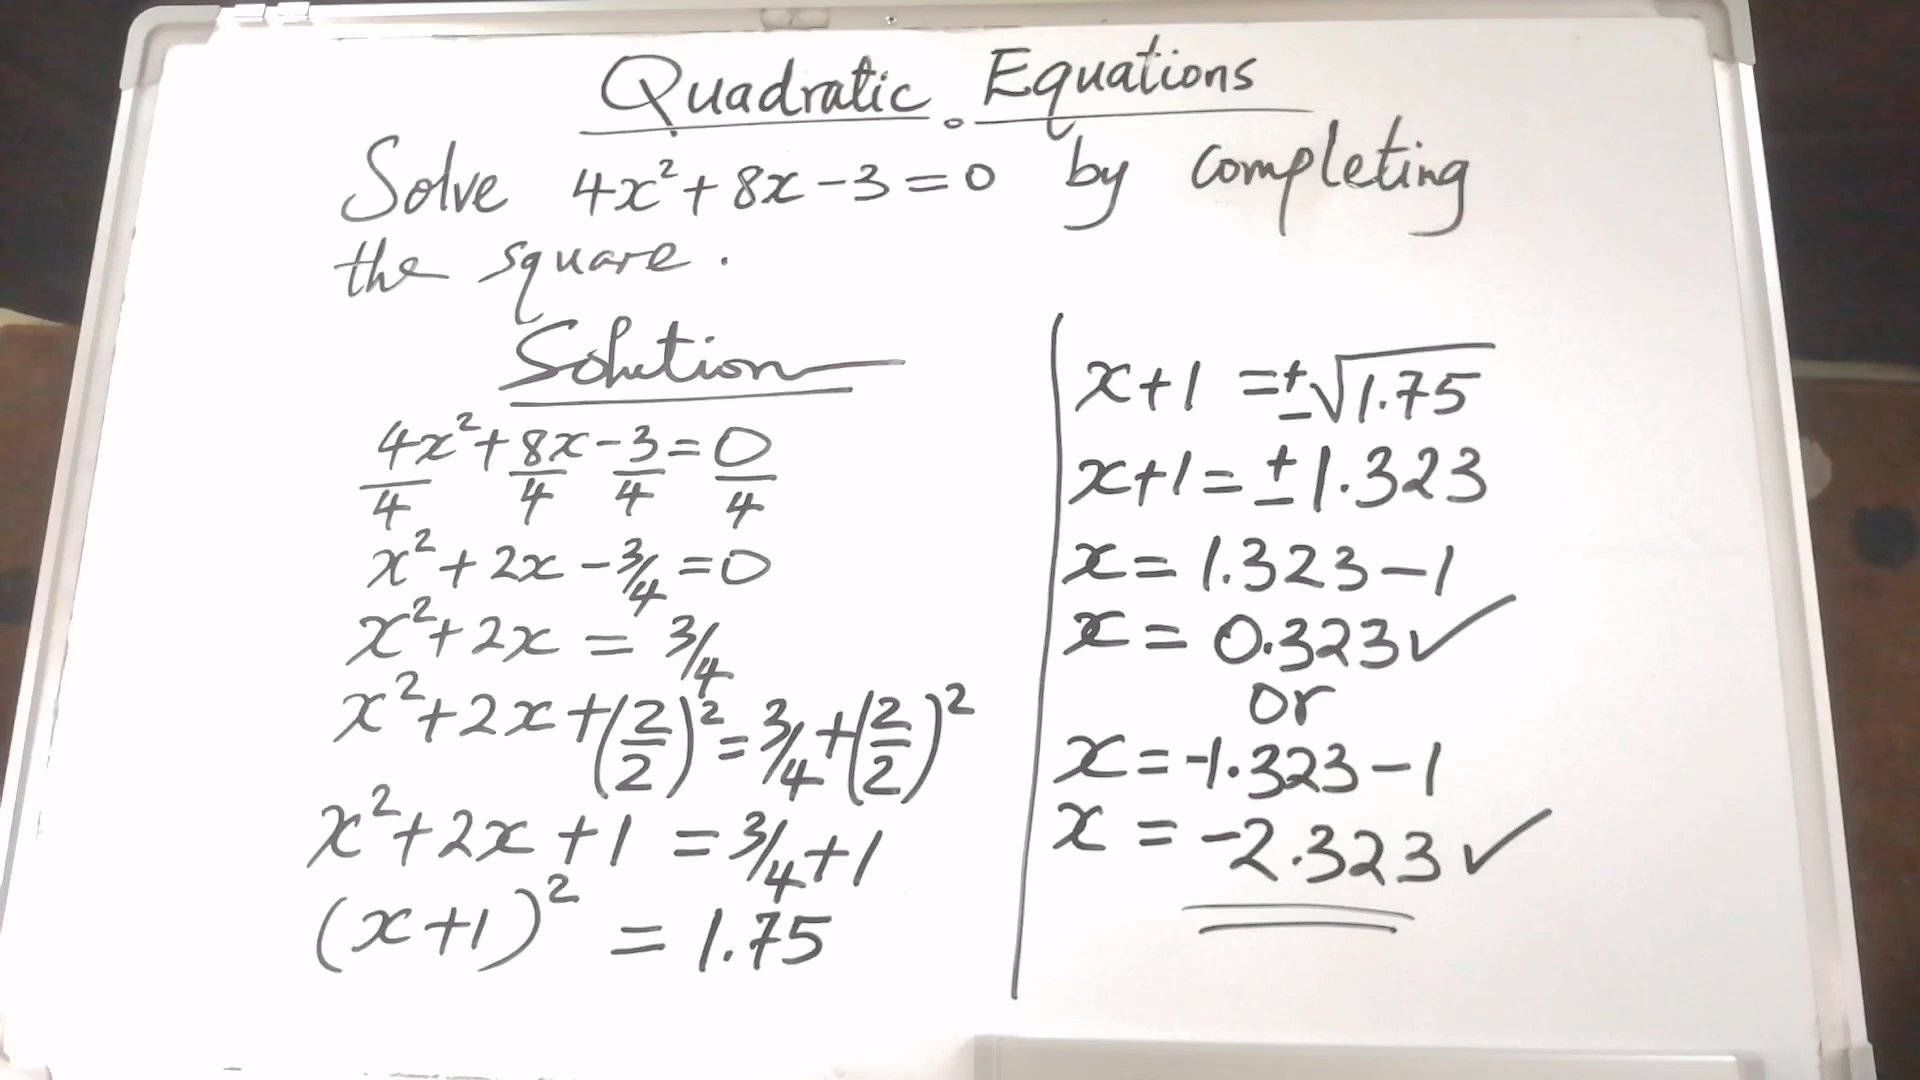 Quadratic Equations
Solve 4x²+8x-3=0 by completing
the square.
Solution
4x²/4 + 8x/4 - 3/4 = 0/4
x²+2x-3/4=0
x²+2x = 3/4
x²+2x+(2/2)²=3/4+(2/2)²
x²+2x+1 = 3/4+1
(x+1)² = 1.75
x+1 =±√1.75
x+1=±1.323
x=1.323-1
x=0.323✓
or
x=-1.323-1
x=-2.323✓